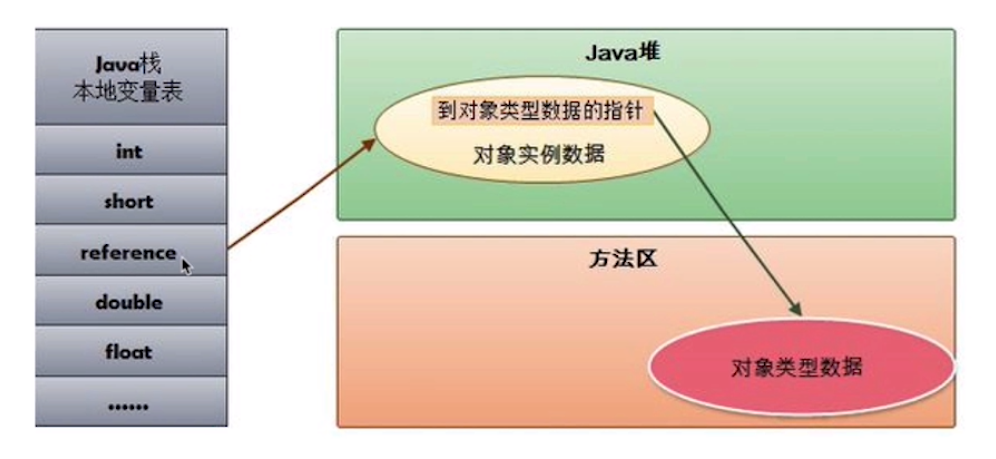 Java栈
本地变量表
int
short
reference
double
float
......
Java堆
到对象类型数据的指针
对象实例数据
方法区
对象类型数据